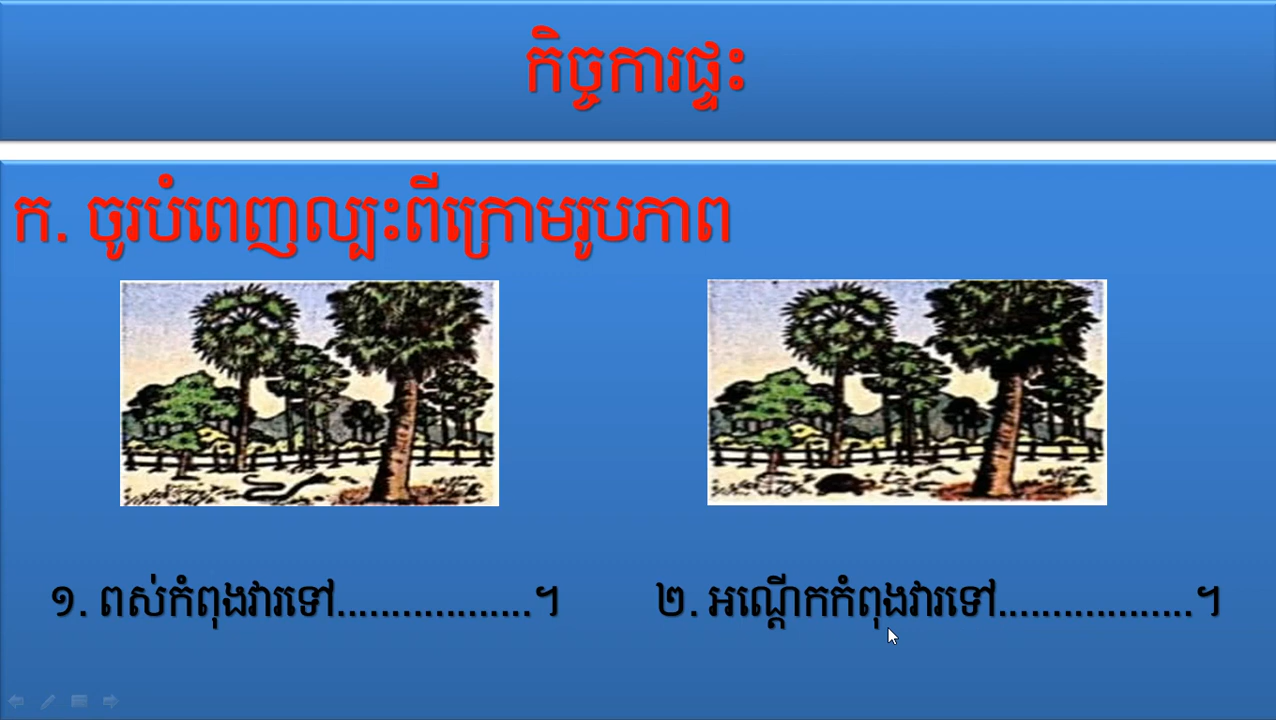 កិច្ចការផ្ទះ
ក. ចូរបំពេញល្បះពីក្រោមរូបភាព
១. ពស់កំពុងវារទៅ..................។
២. អណ្ដើកកំពុងវារទៅ..................។